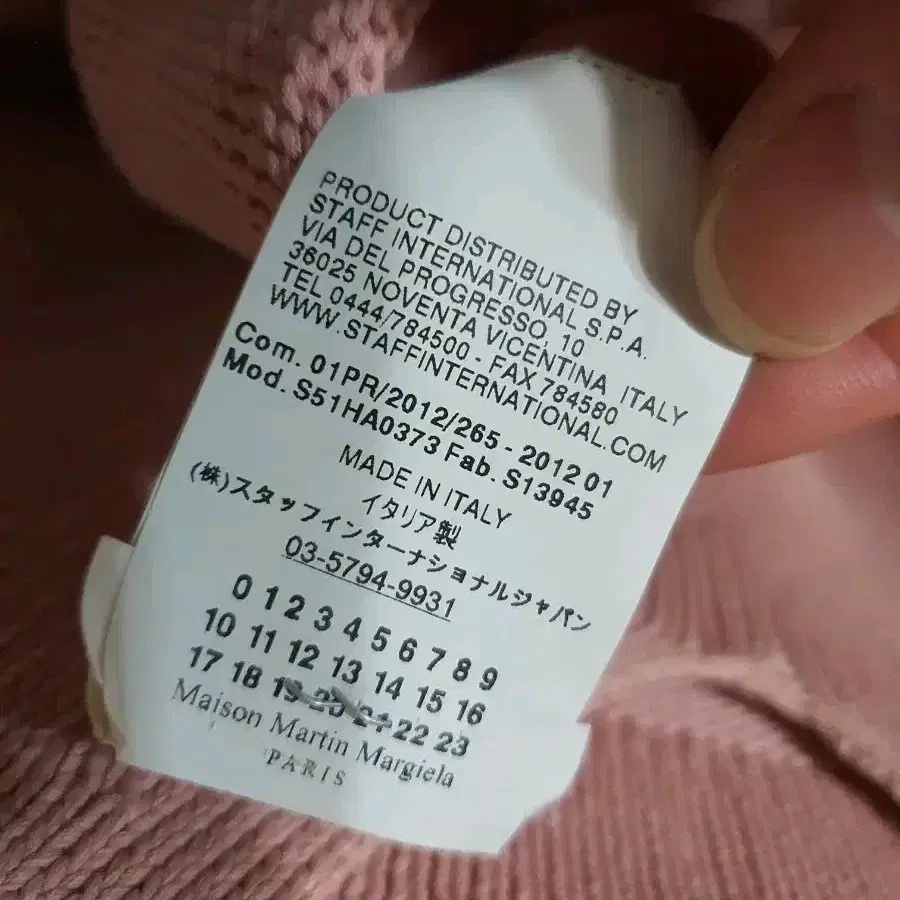 PRODUCT DISTRIBUTED BY
STAFF INTERNATIONAL S.P.A.
VIA DEL PROGRESSO, 10
36025 NOVENTA VICENTINA ITALY
TEL 0444/784500 - FAX 784580
WWW.STAFFINTERNATIONAL.COM
Com. 01PR/2012/265 - 2012 01
Mod. S51HA0373 Fab. S13945
MADE IN ITALY
イタリア製
(株)スタッフインターナショナルジャパン
03-5794-9931
0 1 2 3 4 5 6 7 8 9
10 11 12 13 14 15 16
17 18 19 20 21 22 23
Maison Martin Margiela
PARIS